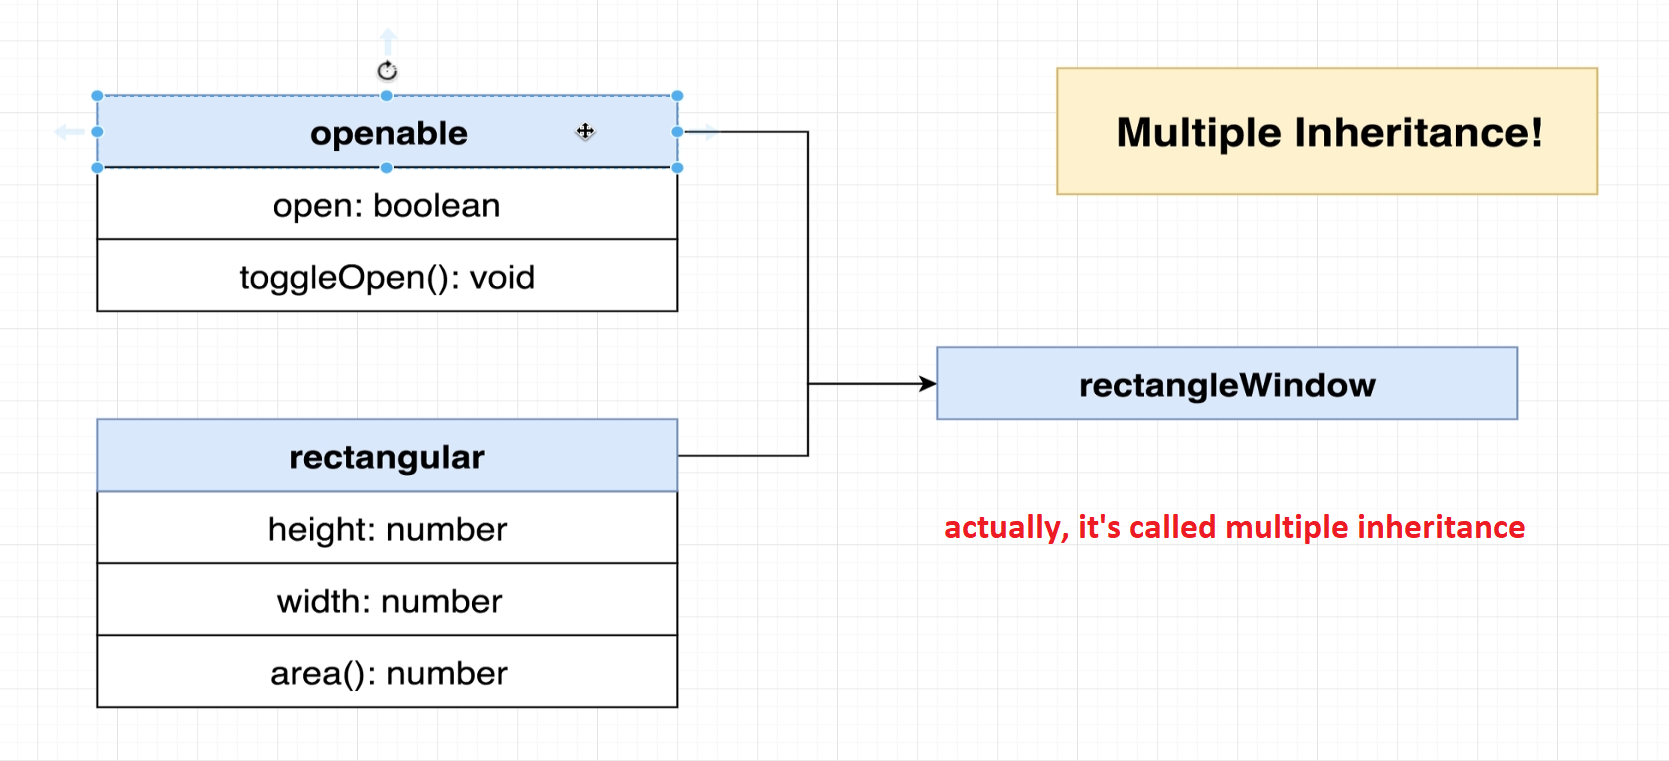 openable
open: boolean
toggleOpen(): void
rectangular
height: number
width: number
area(): number
Multiple Inheritance!
rectangleWindow
actually, it's called multiple inheritance